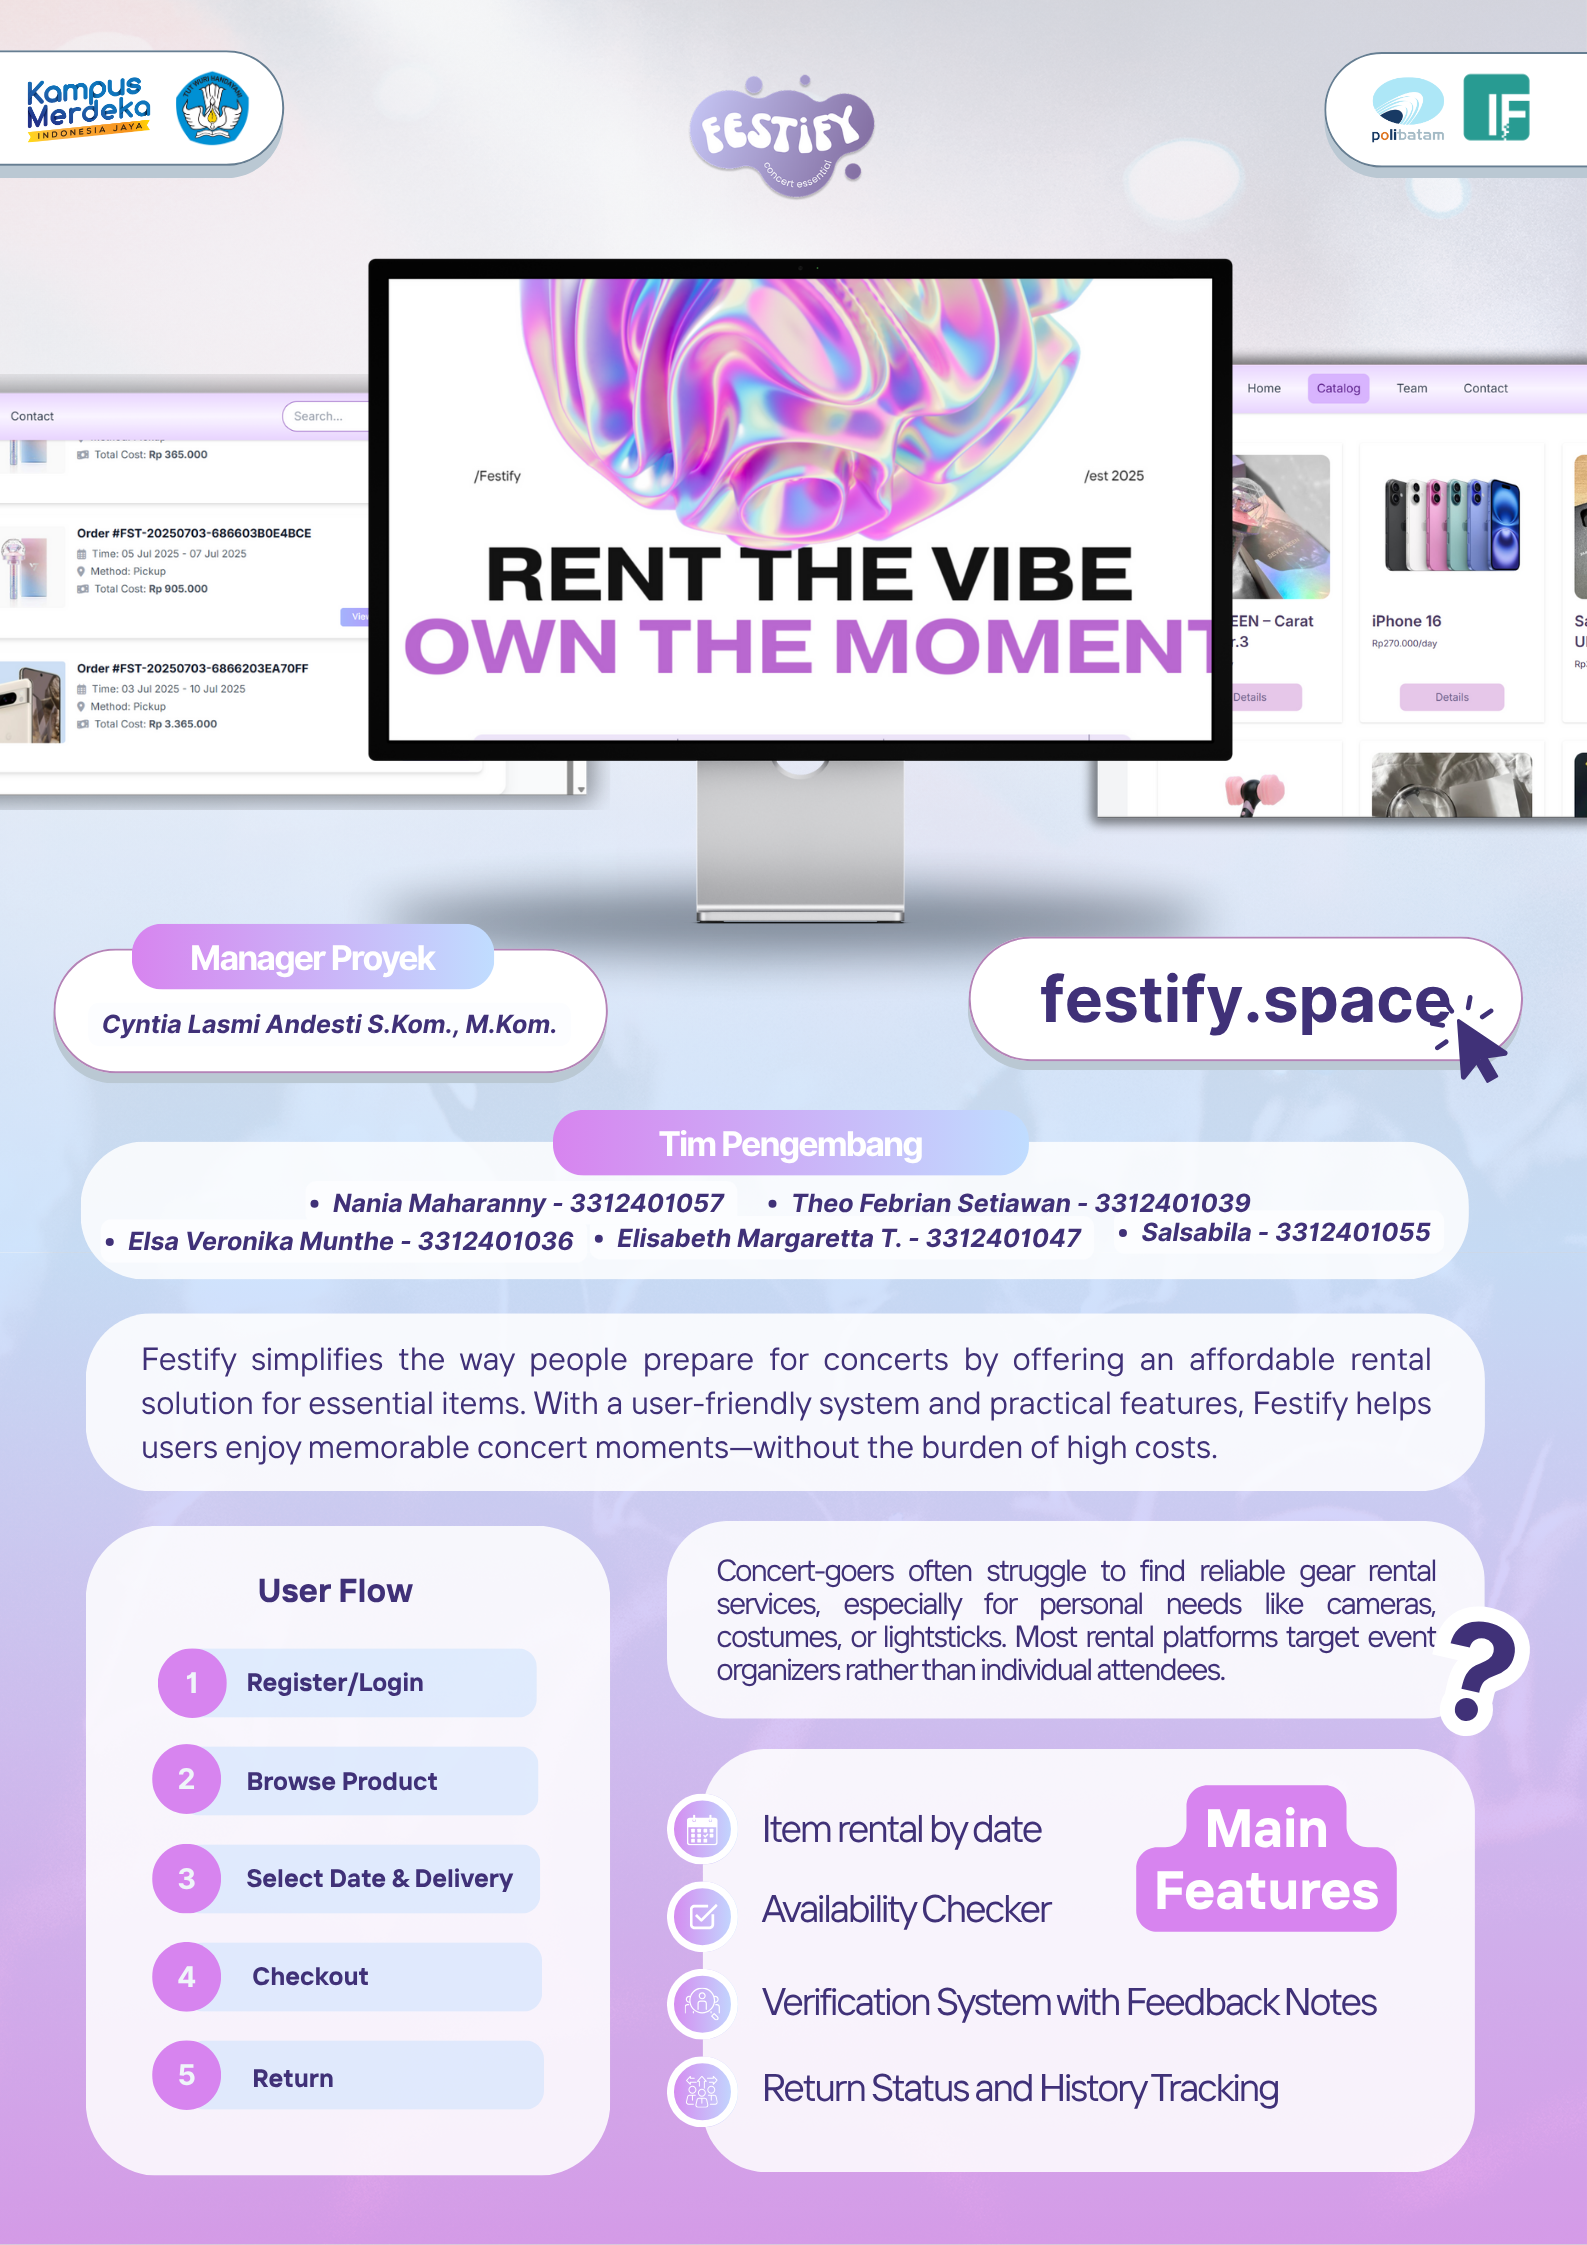 Kampus
Merdeka
INDONESIA JAYA
TUT WURI HANDAYANI
FESTiFY
concert essential
polibatam
IF
Contact
Search...
Total Cost: Rp 365.000
Order #FST-20250703-686603B0E4BCE
Time: 05 Jul 2025 - 07 Jul 2025
Method: Pickup
Total Cost: Rp 905.000
Order #FST-20250703-6866203EA70FF
Time: 03 Jul 2025 - 10 Jul 2025
Method: Pickup
Total Cost: Rp 3.365.000
/Festify
/est 2025
RENT THE VIBE
OWN THE MOMENT
Home
Catalog
Team
Contact
EEN – Carat
r.3
Details
iPhone 16
Rp270.000/day
Details
Manager Proyek
Cyntia Lasmi Andesti S.Kom., M.Kom.
festify.space
Tim Pengembang
• Nania Maharanny - 3312401057
• Theo Febrian Setiawan - 3312401039
• Elsa Veronika Munthe - 3312401036
• Elisabeth Margaretta T. - 3312401047
• Salsabila - 3312401055
Festify simplifies the way people prepare for concerts by offering an affordable rental
solution for essential items. With a user-friendly system and practical features, Festify helps
users enjoy memorable concert moments—without the burden of high costs.
User Flow
1 Register/Login
2 Browse Product
3 Select Date & Delivery
4 Checkout
5 Return
Concert-goers often struggle to find reliable gear rental
services, especially for personal needs like cameras,
costumes, or lightsticks. Most rental platforms target event
organizers rather than individual attendees.
?
Main
Features
Item rental by date
Availability Checker
Verification System with Feedback Notes
Return Status and History Tracking